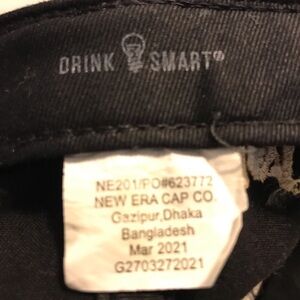 DRINK SMART®
NE201/PO#623772
NEW ERA CAP CO.
Gazipur, Dhaka
Bangladesh
Mar 2021
G2703272021